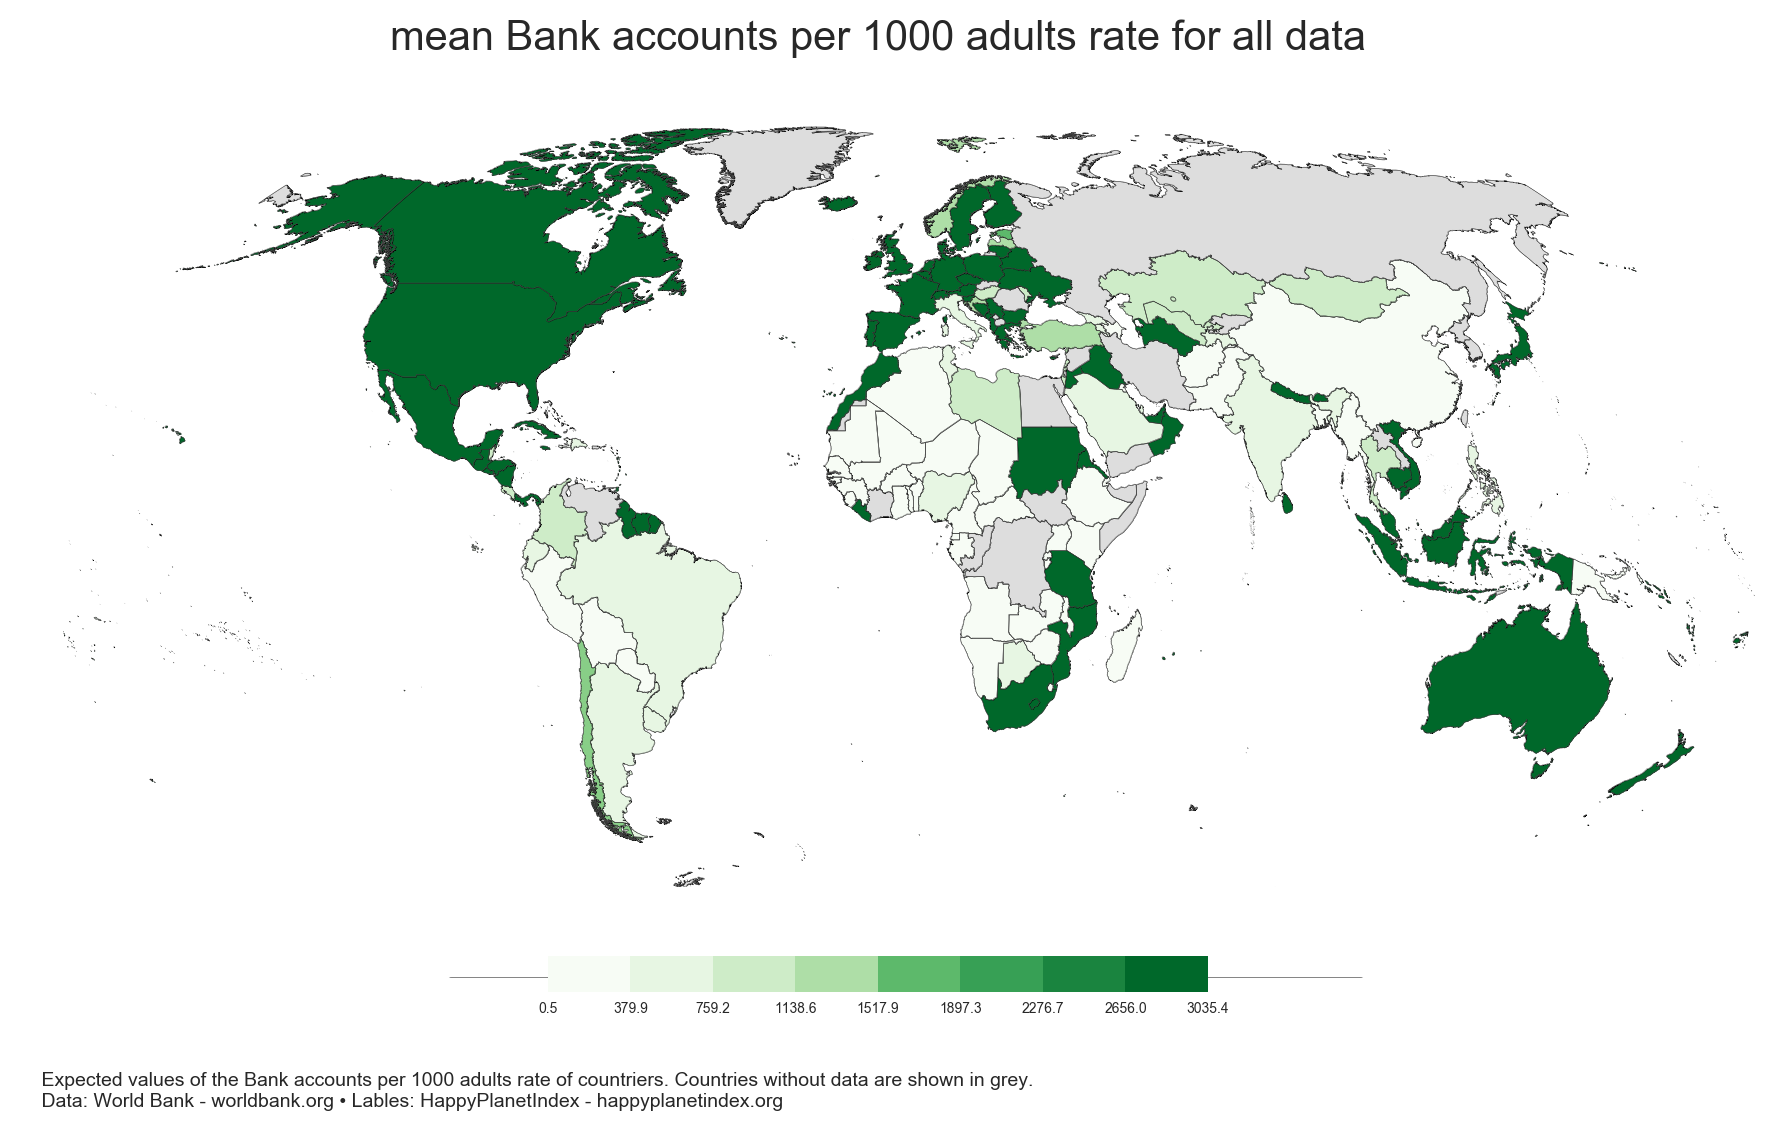 mean Bank accounts per 1000 adults rate for all data
0.5 379.9 759.2 1138.6 1517.9 1897.3 2276.7 2656.0 3035.4
Expected values of the Bank accounts per 1000 adults rate of countriers. Countries without data are shown in grey.
Data: World Bank - worldbank.org • Lables: HappyPlanetIndex - happyplanetindex.org